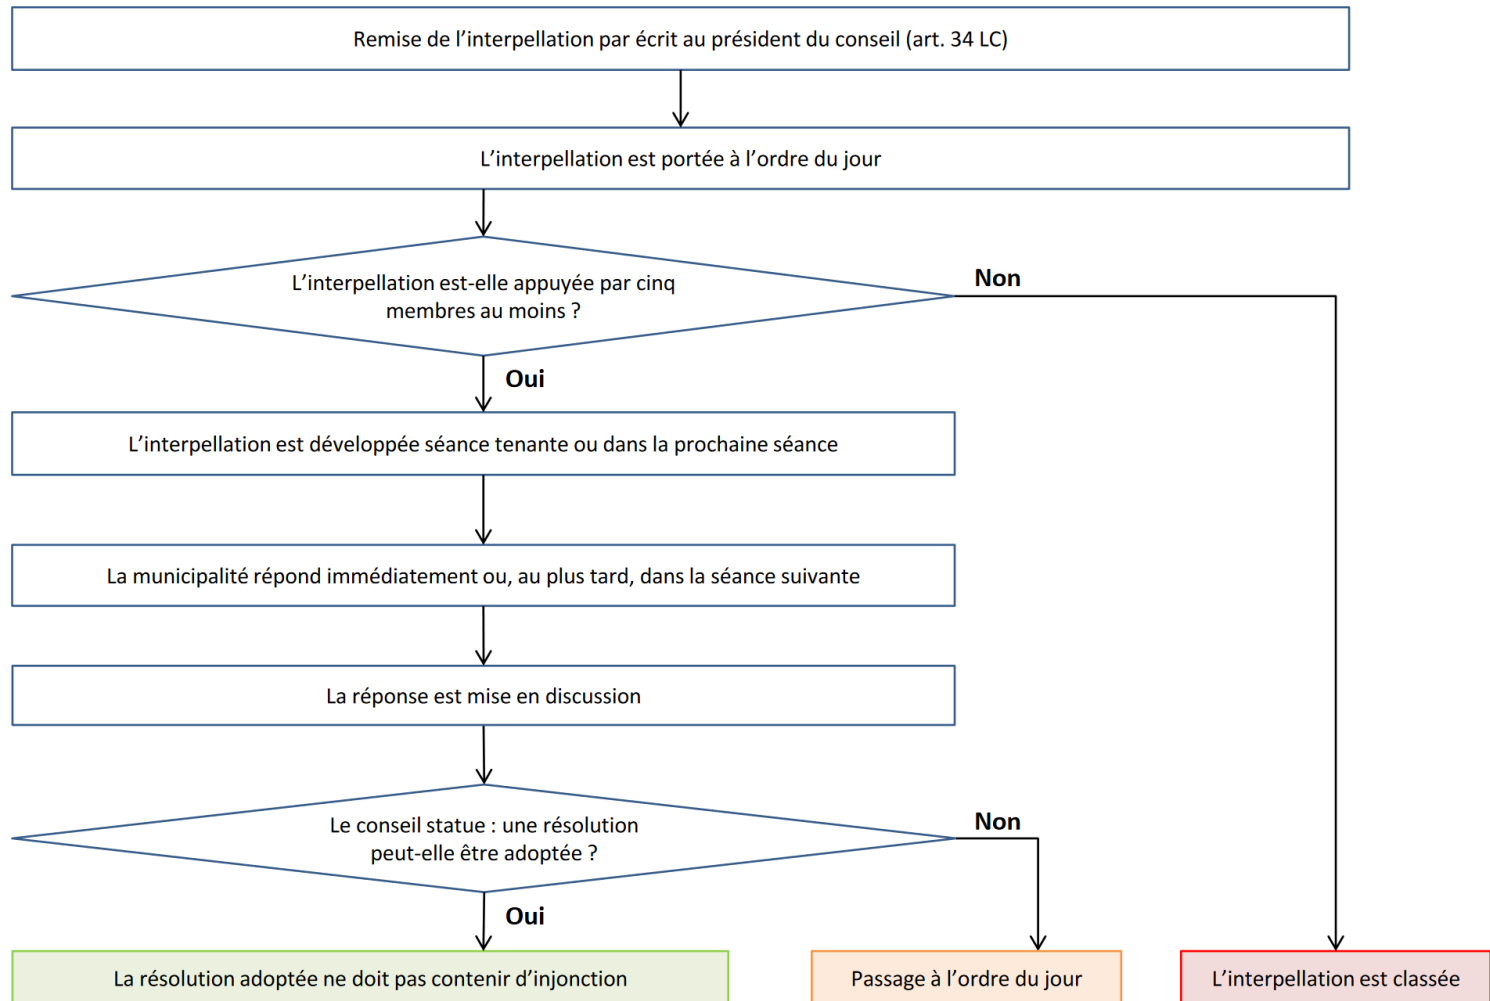 Remise de l’interpellation par écrit au président du conseil (art. 34 LC)
L’interpellation est portée à l’ordre du jour
L’interpellation est-elle appuyée par cinq
membres au moins ?
Non
Oui
L’interpellation est développée séance tenante ou dans la prochaine séance
La municipalité répond immédiatement ou, au plus tard, dans la séance suivante
La réponse est mise en discussion
Le conseil statue : une résolution
peut-elle être adoptée ?
Non
Oui
La résolution adoptée ne doit pas contenir d’injonction
Passage à l’ordre du jour
L’interpellation est classée